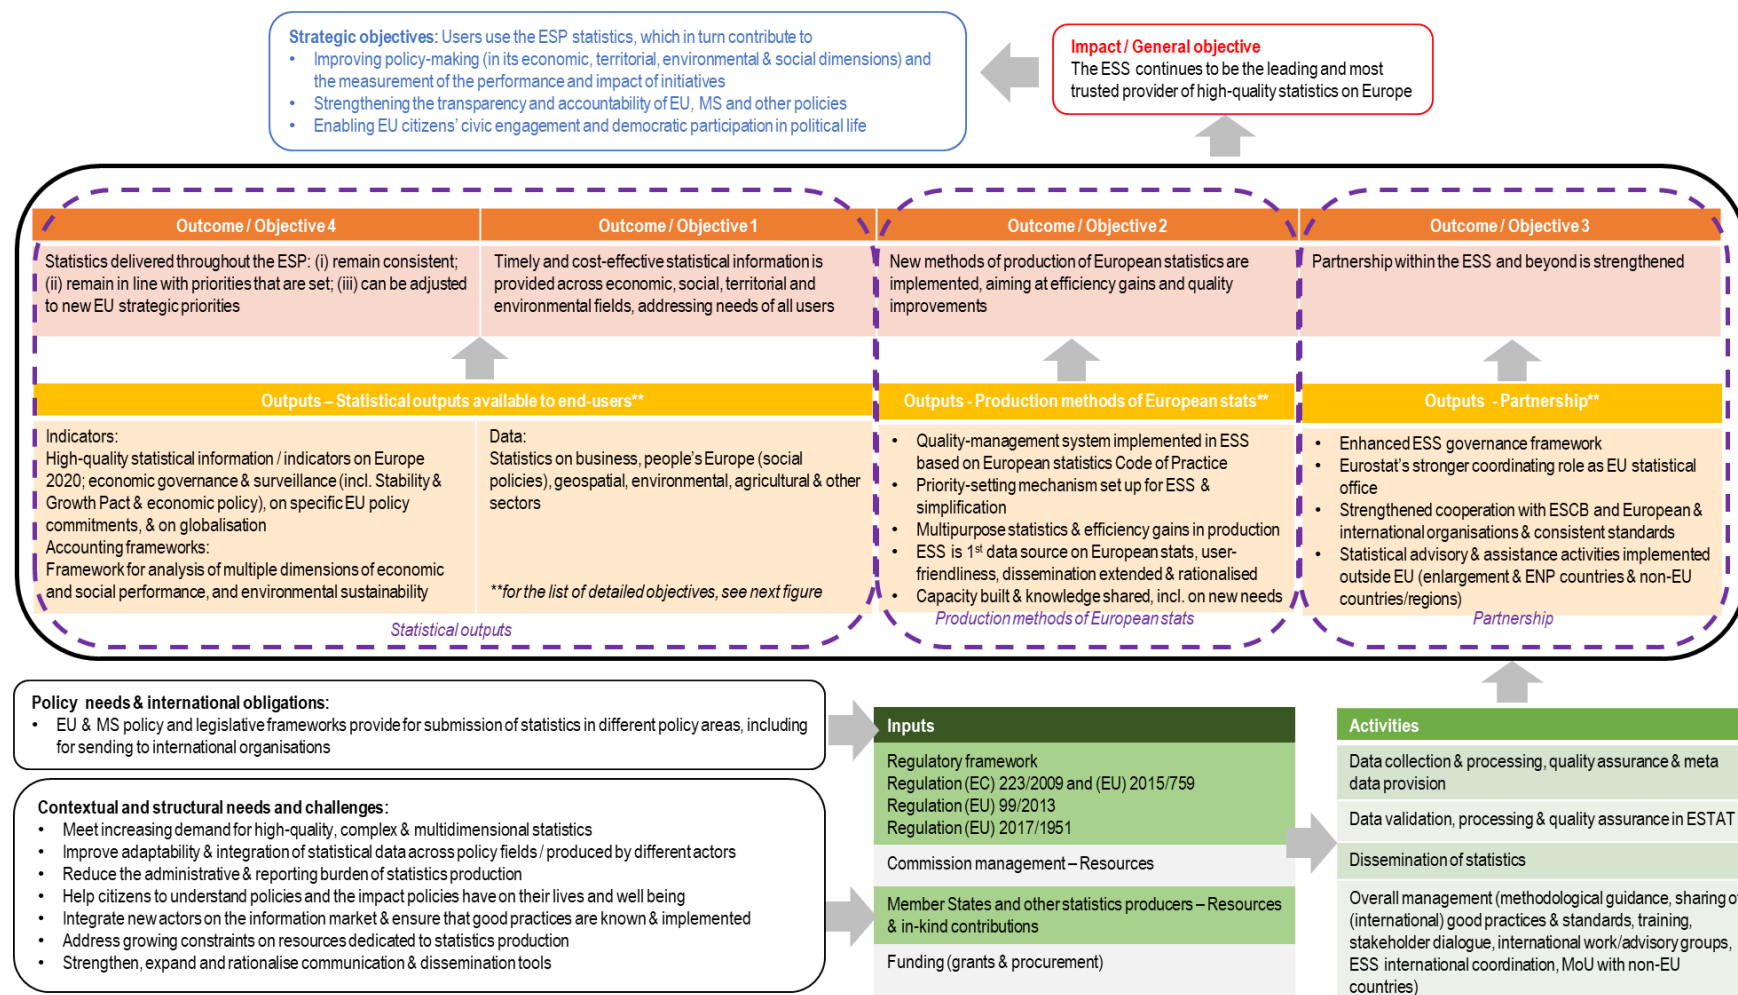 Strategic objectives: Users use the ESP statistics, which in turn contribute to
• Improving policy-making (in its economic, territorial, environmental & social dimensions) and
the measurement of the performance and impact of initiatives
• Strengthening the transparency and accountability of EU, MS and other policies
• Enabling EU citizens’ civic engagement and democratic participation in political life
Impact / General objective
The ESS continues to be the leading and most
trusted provider of high-quality statistics on Europe
Outcome / Objective 4
Statistics delivered throughout the ESP: (i) remain consistent;
(ii) remain in line with priorities that are set; (iii) can be adjusted
to new EU strategic priorities
Outcome / Objective 1
Timely and cost-effective statistical information is
provided across economic, social, territorial and
environmental fields, addressing needs of all users
Outcome / Objective 2
New methods of production of European statistics are
implemented, aiming at efficiency gains and quality
improvements
Outcome / Objective 3
Partnership within the ESS and beyond is strengthened
Outputs – Statistical outputs available to end-users**
Indicators:
High-quality statistical information / indicators on Europe
2020; economic governance & surveillance (incl. Stability &
Growth Pact & economic policy), on specific EU policy
commitments, & on globalisation
Accounting frameworks:
Framework for analysis of multiple dimensions of economic
and social performance, and environmental sustainability
Data:
Statistics on business, people’s Europe (social
policies), geospatial, environmental, agricultural & other
sectors
**for the list of detailed objectives, see next figure
Statistical outputs
Outputs - Production methods of European stats**
• Quality-management system implemented in ESS
based on European statistics Code of Practice
• Priority-setting mechanism set up for ESS &
simplification
• Multipurpose statistics & efficiency gains in production
• ESS is 1st data source on European stats, user-
friendliness, dissemination extended & rationalised
• Capacity built & knowledge shared, incl. on new needs
Production methods of European stats
Outputs - Partnership**
• Enhanced ESS governance framework
• Eurostat’s stronger coordinating role as EU statistical
office
• Strengthened cooperation with ESCB and European &
international organisations & consistent standards
• Statistical advisory & assistance activities implemented
outside EU (enlargement & ENP countries & non-EU
countries/regions)
Partnership
Policy needs & international obligations:
• EU & MS policy and legislative frameworks provide for submission of statistics in different policy areas, including
for sending to international organisations
Contextual and structural needs and challenges:
• Meet increasing demand for high-quality, complex & multidimensional statistics
• Improve adaptability & integration of statistical data across policy fields / produced by different actors
• Reduce the administrative & reporting burden of statistics production
• Help citizens to understand policies and the impact policies have on their lives and well being
• Integrate new actors on the information market & ensure that good practices are known & implemented
• Address growing constraints on resources dedicated to statistics production
• Strengthen, expand and rationalise communication & dissemination tools
Inputs
Regulatory framework
Regulation (EC) 223/2009 and (EU) 2015/759
Regulation (EU) 99/2013
Regulation (EU) 2017/1951
Commission management – Resources
Member States and other statistics producers – Resources
& in-kind contributions
Funding (grants & procurement)
Activities
Data collection & processing, quality assurance & meta
data provision
Data validation, processing & quality assurance in ESTAT
Dissemination of statistics
Overall management (methodological guidance, sharing of
(international) good practices & standards, training,
stakeholder dialogue, international work/advisory groups,
ESS international coordination, MoU with non-EU
countries)